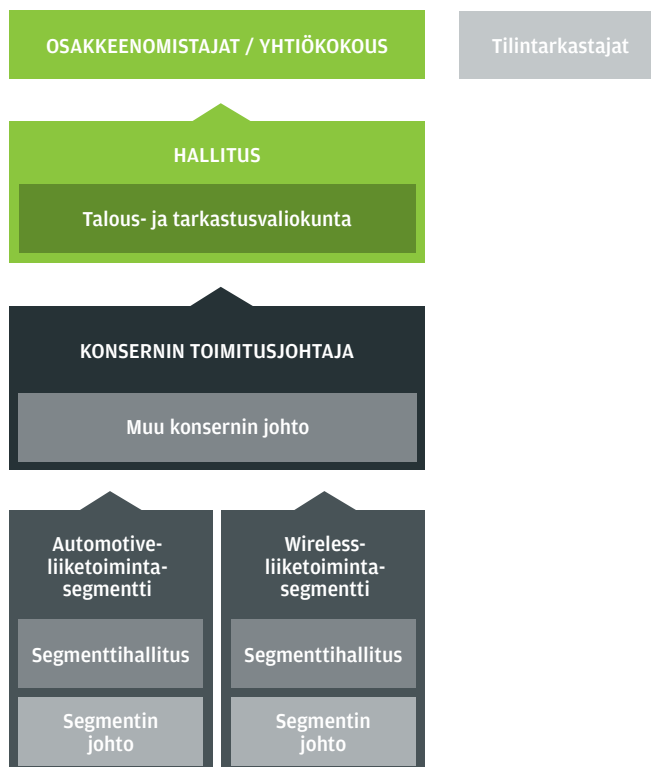 OSAKKEENOMISTAJAT / YHTIÖKOKOUS
Tilintarkastajat
HALLITUS
Talous- ja tarkastusvaliokunta
KONSERNIN TOIMITUSJOHTAJA
Muu konsernin johto
Automotive-
liiketoiminta-
segmentti
Segmenttihallitus
Segmentin
johto
Wireless-
liiketoiminta-
segmentti
Segmenttihallitus
Segmentin
johto